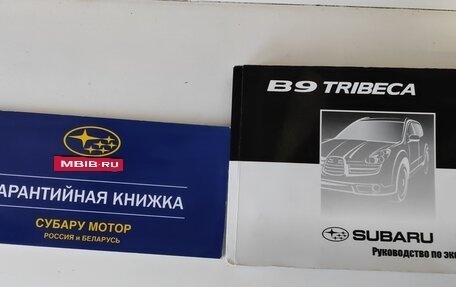 MBIB.RU
АРАНТИЙНАЯ КНИЖКА
СУБАРУ МОТОР
РОССИЯ и БЕЛАРУСЬ
B9 TRIBECA
SUBARU
Руководство по эк